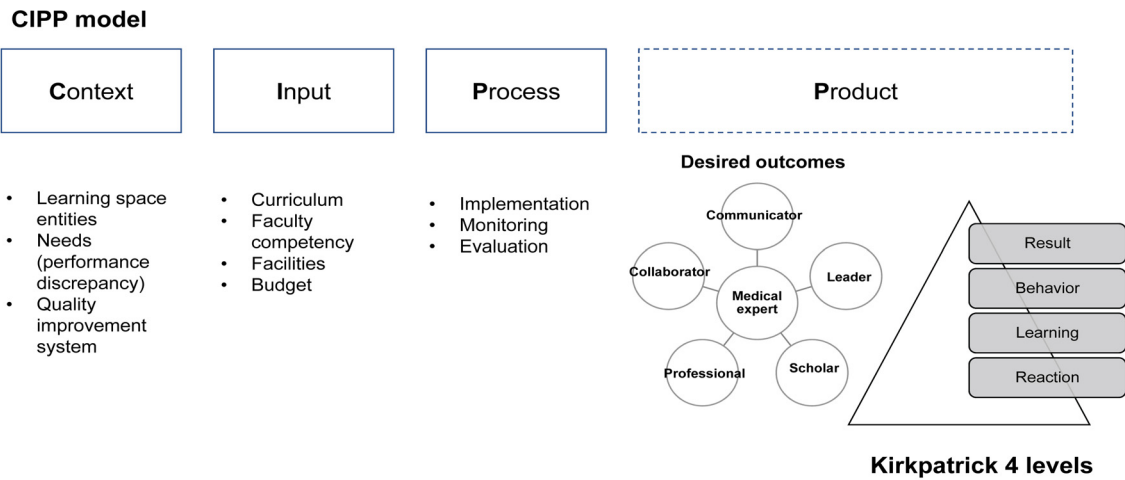 CIPP model
Context
Input
Process
Product
• Learning space
entities
• Needs
(performance
discrepancy)
• Quality
improvement
system
• Curriculum
• Faculty
competency
• Facilities
• Budget
• Implementation
• Monitoring
• Evaluation
Desired outcomes
Communicator
Collaborator
Leader
Medical
expert
Professional
Scholar
Result
Behavior
Learning
Reaction
Kirkpatrick 4 levels